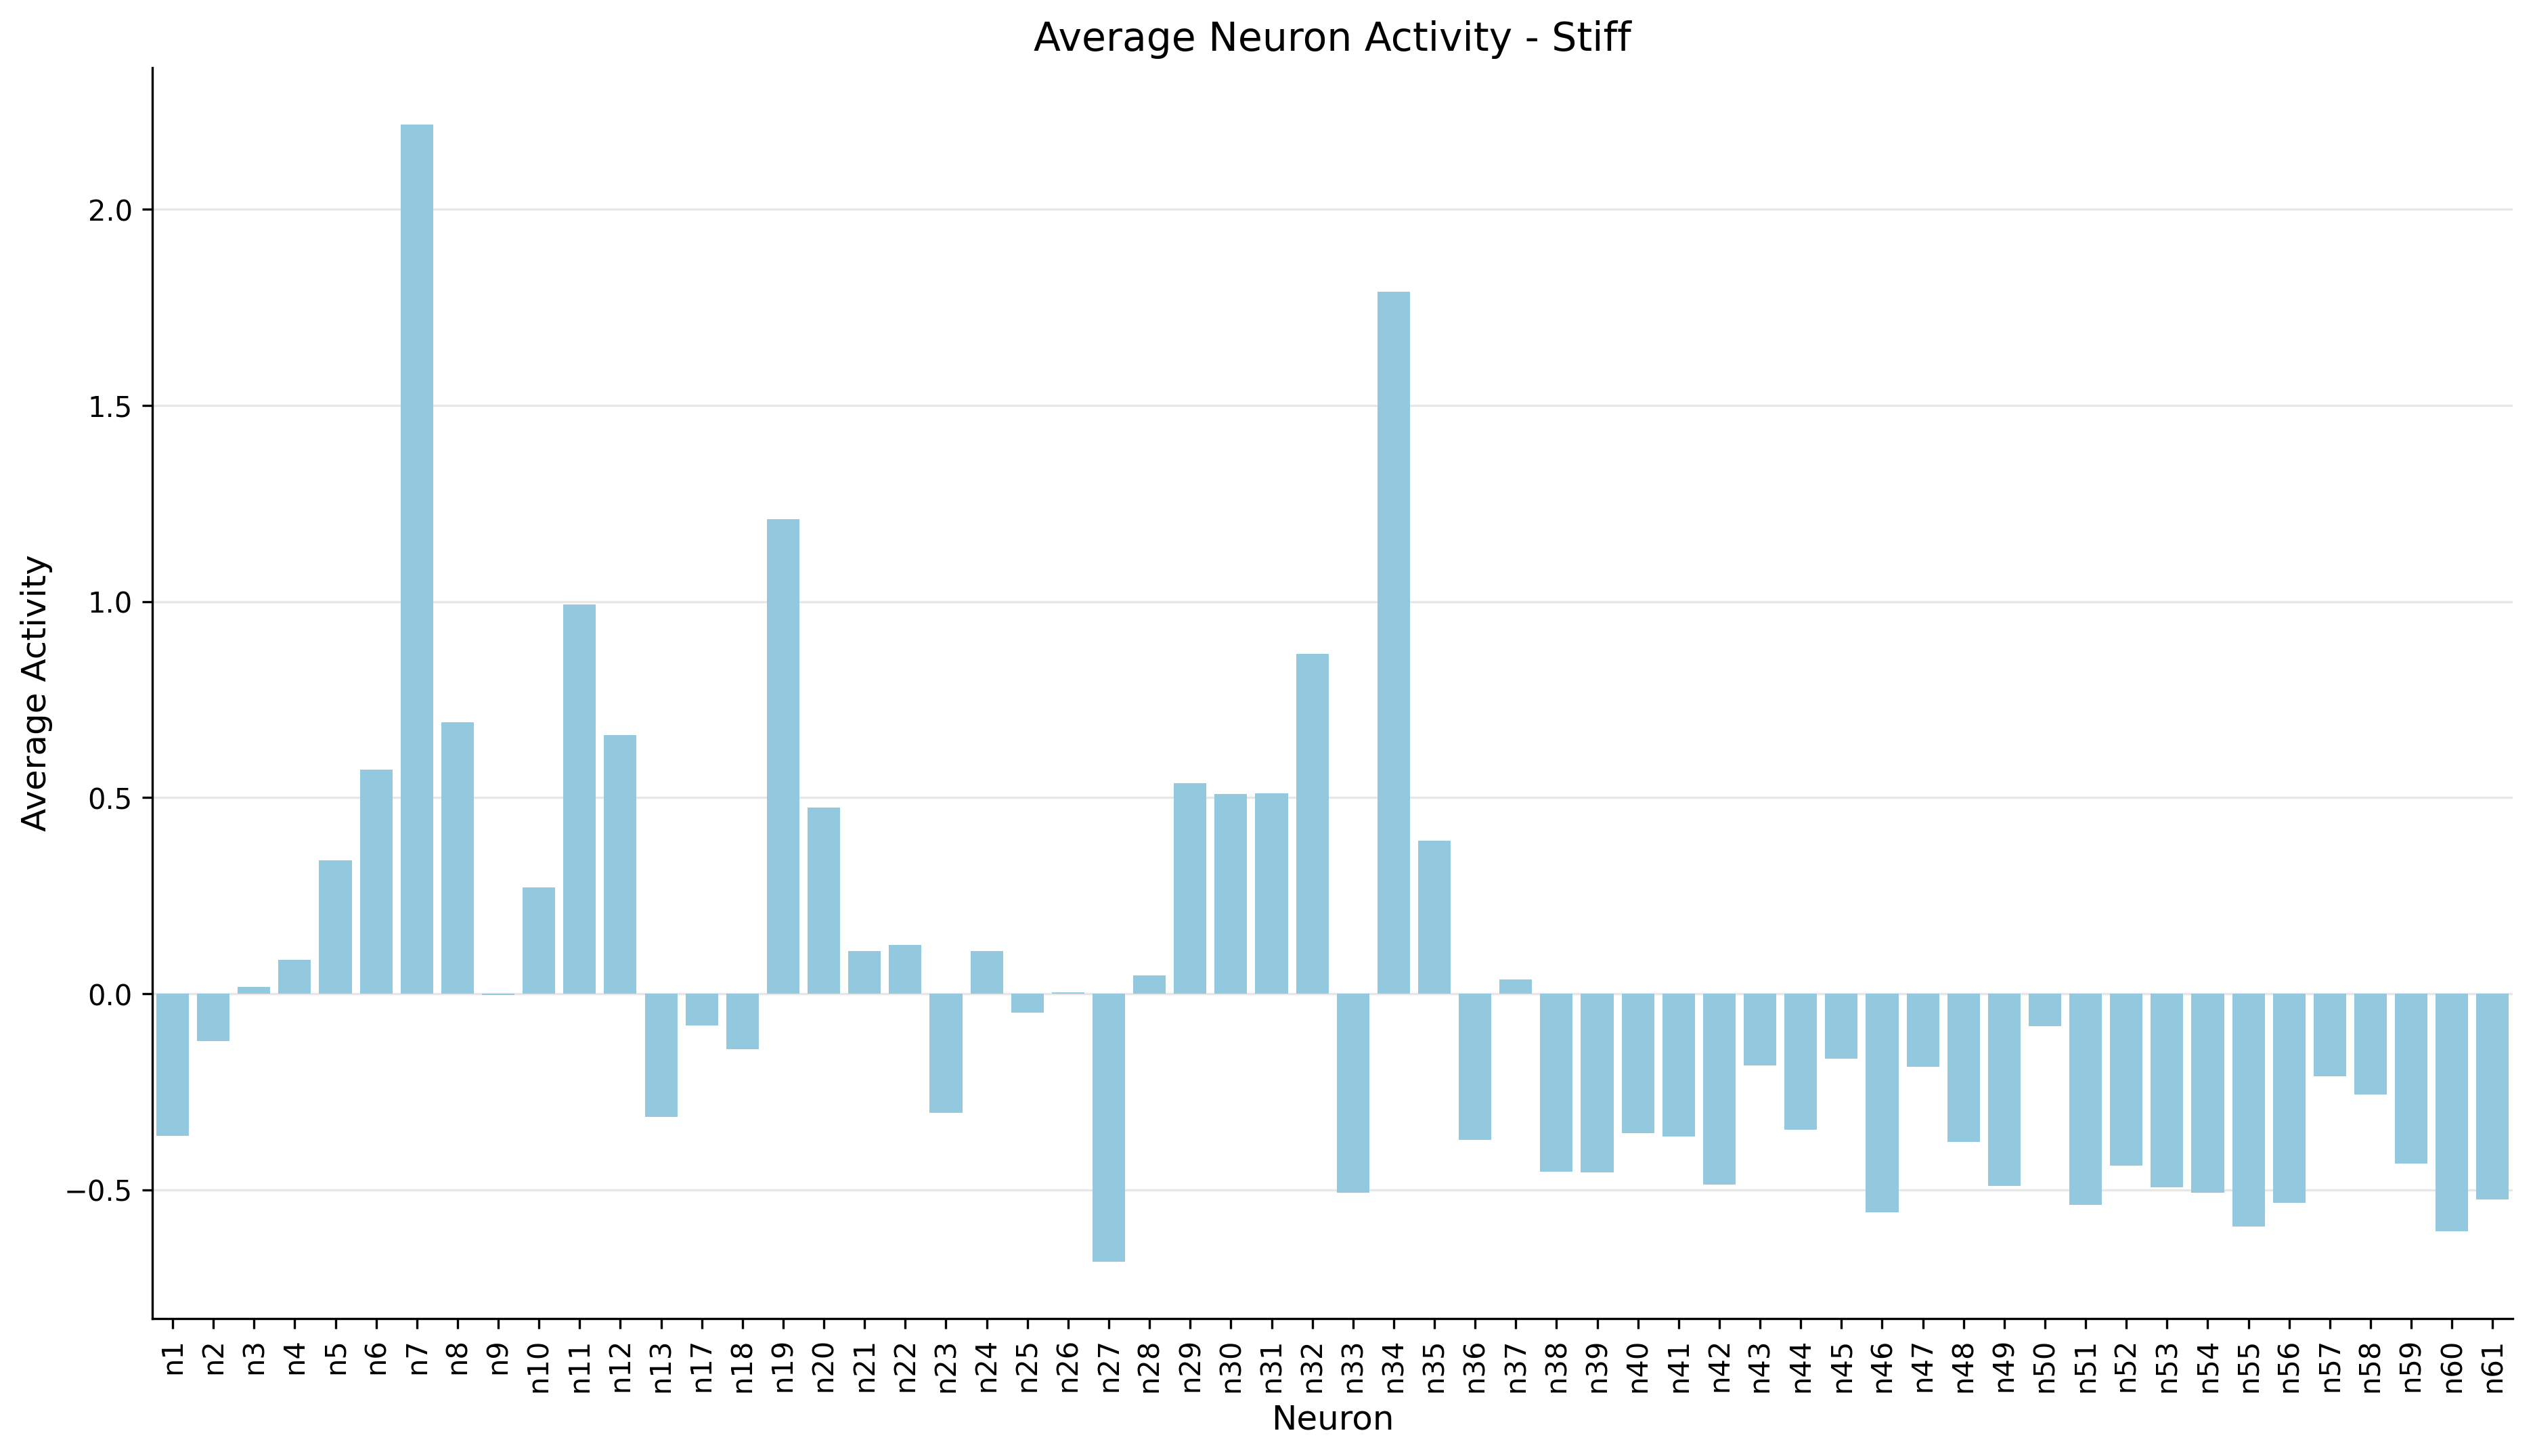 Average Neuron Activity - Stiff
Average Activity
2.0
1.5
1.0
0.5
0.0
−0.5
n1 n2 n3 n4 n5 n6 n7 n8 n9 n10 n11 n12 n13 n17 n18 n19 n20 n21 n22 n23 n24 n25 n26 n27 n28 n29 n30 n31 n32 n33 n34 n35 n36 n37 n38 n39 n40 n41 n42 n43 n44 n45 n46 n47 n48 n49 n50 n51 n52 n53 n54 n55 n56 n57 n58 n59 n60 n61
Neuron